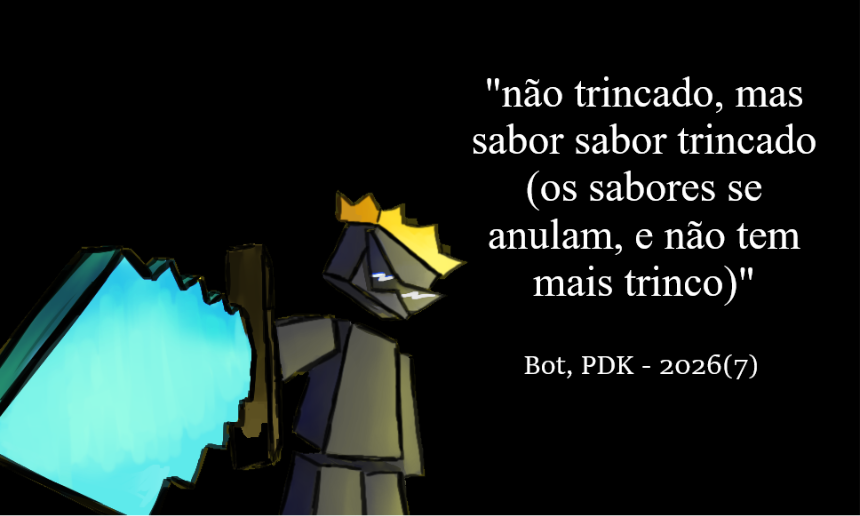 "não trincado, mas
sabor sabor trincado
(os sabores se
anulam, e não tem
mais trinco)"
Bot, PDK - 2026(7)